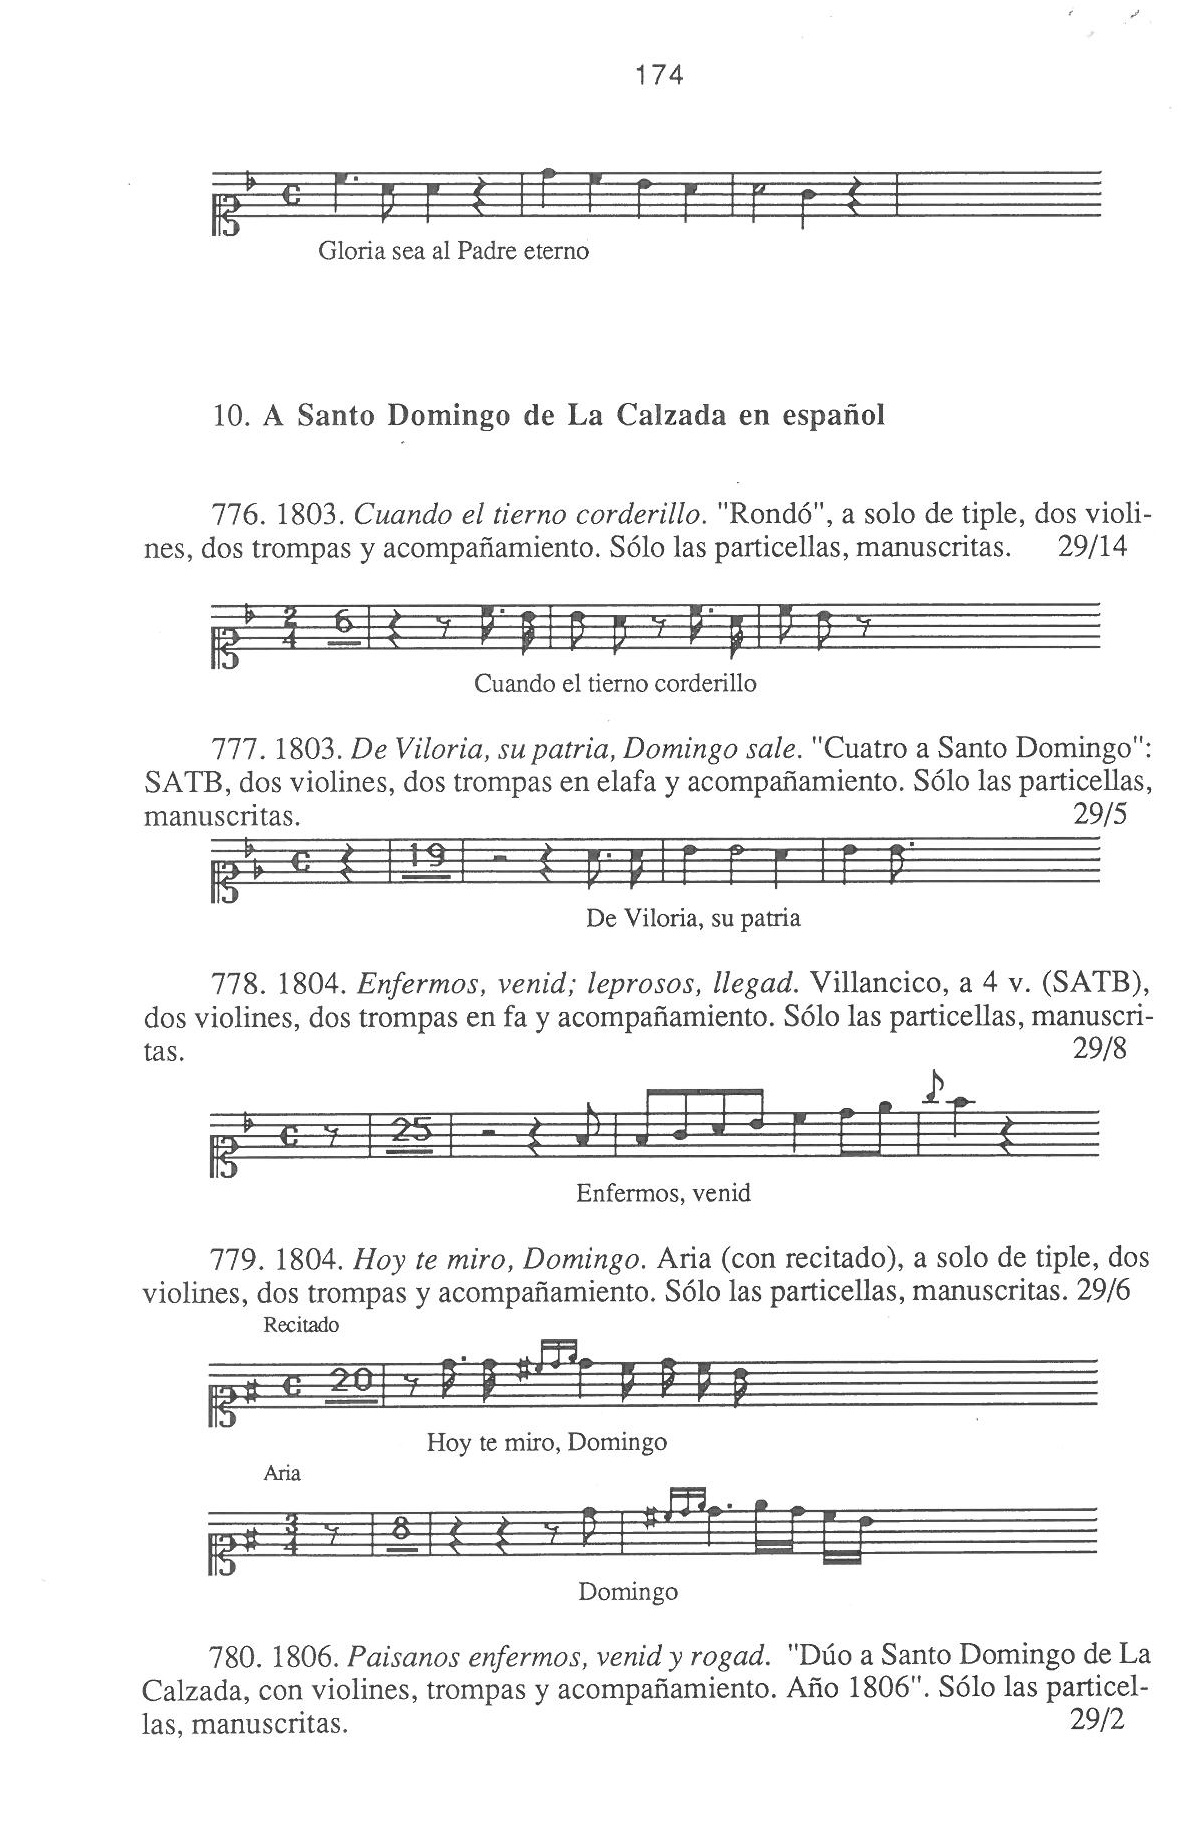 174
Gloria sea al Padre eterno
10. A Santo Domingo de La Calzada en español
776. 1803. Cuando el tierno corderillo. "Rondó", a solo de tiple, dos violi-
nes, dos trompas y acompañamiento. Sólo las particellas, manuscritas. 29/14
2/4 6
Cuando el tierno corderillo
777. 1803. De Viloria, su patria, Domingo sale. "Cuatro a Santo Domingo":
SATB, dos violines, dos trompas en elafa y acompañamiento. Sólo las particellas,
manuscritas. 29/5
19
De Viloria, su patria
778. 1804. Enfermos, venid; leprosos, llegad. Villancico, a 4 v. (SATB),
dos violines, dos trompas en fa y acompañamiento. Sólo las particellas, manuscri-
tas. 29/8
25
Enfermos, venid
779. 1804. Hoy te miro, Domingo. Aria (con recitado), a solo de tiple, dos
violines, dos trompas y acompañamiento. Sólo las particellas, manuscritas. 29/6
Recitado
20
Hoy te miro, Domingo
Aria
3/4 8
Domingo
780. 1806. Paisanos enfermos, venid y rogad. "Dúo a Santo Domingo de La
Calzada, con violines, trompas y acompañamiento. Año 1806". Sólo las particel-
las, manuscritas. 29/2